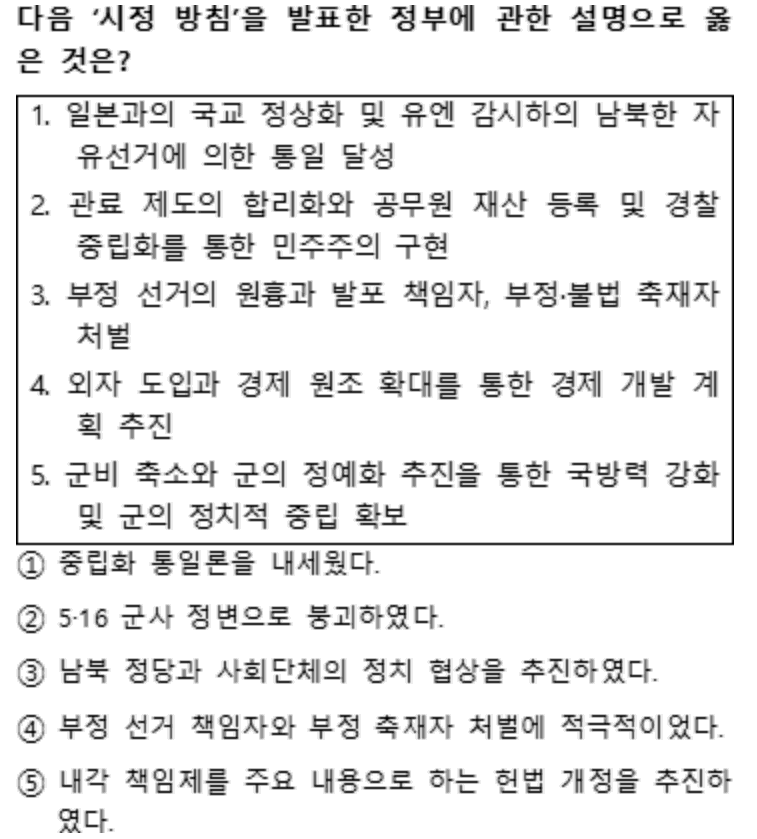 다음 ‘시정 방침’을 발표한 정부에 관한 설명으로 옳
은 것은?
1. 일본과의 국교 정상화 및 유엔 감시하의 남북한 자
유선거에 의한 통일 달성
2. 관료 제도의 합리화와 공무원 재산 등록 및 경찰
중립화를 통한 민주주의 구현
3. 부정 선거의 원흉과 발포 책임자, 부정·불법 축재자
처벌
4. 외자 도입과 경제 원조 확대를 통한 경제 개발 계
획 추진
5. 군비 축소와 군의 정예화 추진을 통한 국방력 강화
및 군의 정치적 중립 확보
① 중립화 통일론을 내세웠다.
② 5·16 군사 정변으로 붕괴하였다.
③ 남북 정당과 사회단체의 정치 협상을 추진하였다.
④ 부정 선거 책임자와 부정 축재자 처벌에 적극적이었다.
⑤ 내각 책임제를 주요 내용으로 하는 헌법 개정을 추진하
였다.